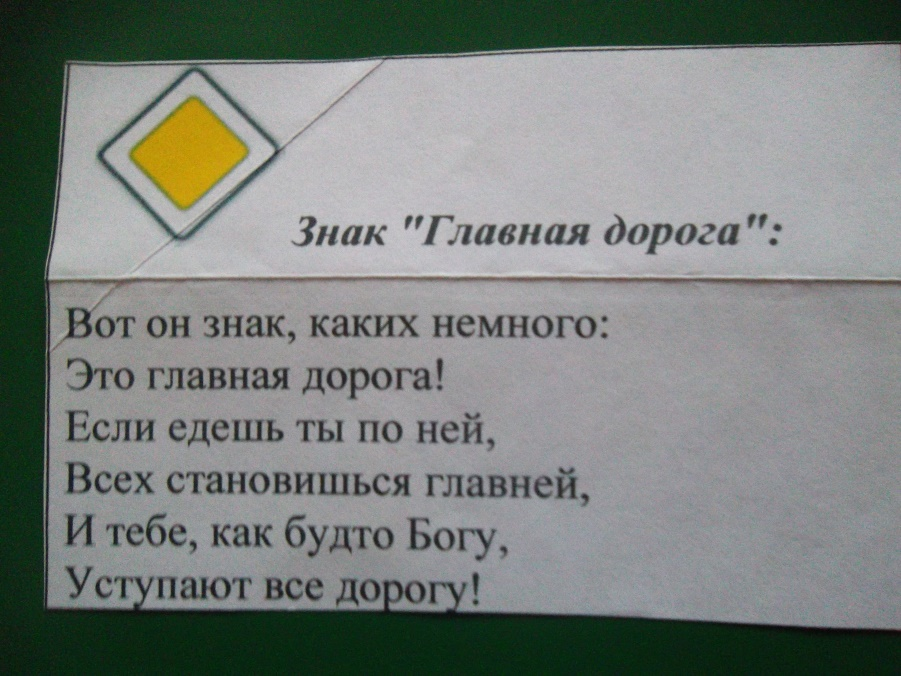 Знак "Главная дорога":
Вот он знак, каких немного:
Это главная дорога!
Если едешь ты по ней,
Всех становишься главней,
И тебе, как будто Богу,
Уступают все дорогу!